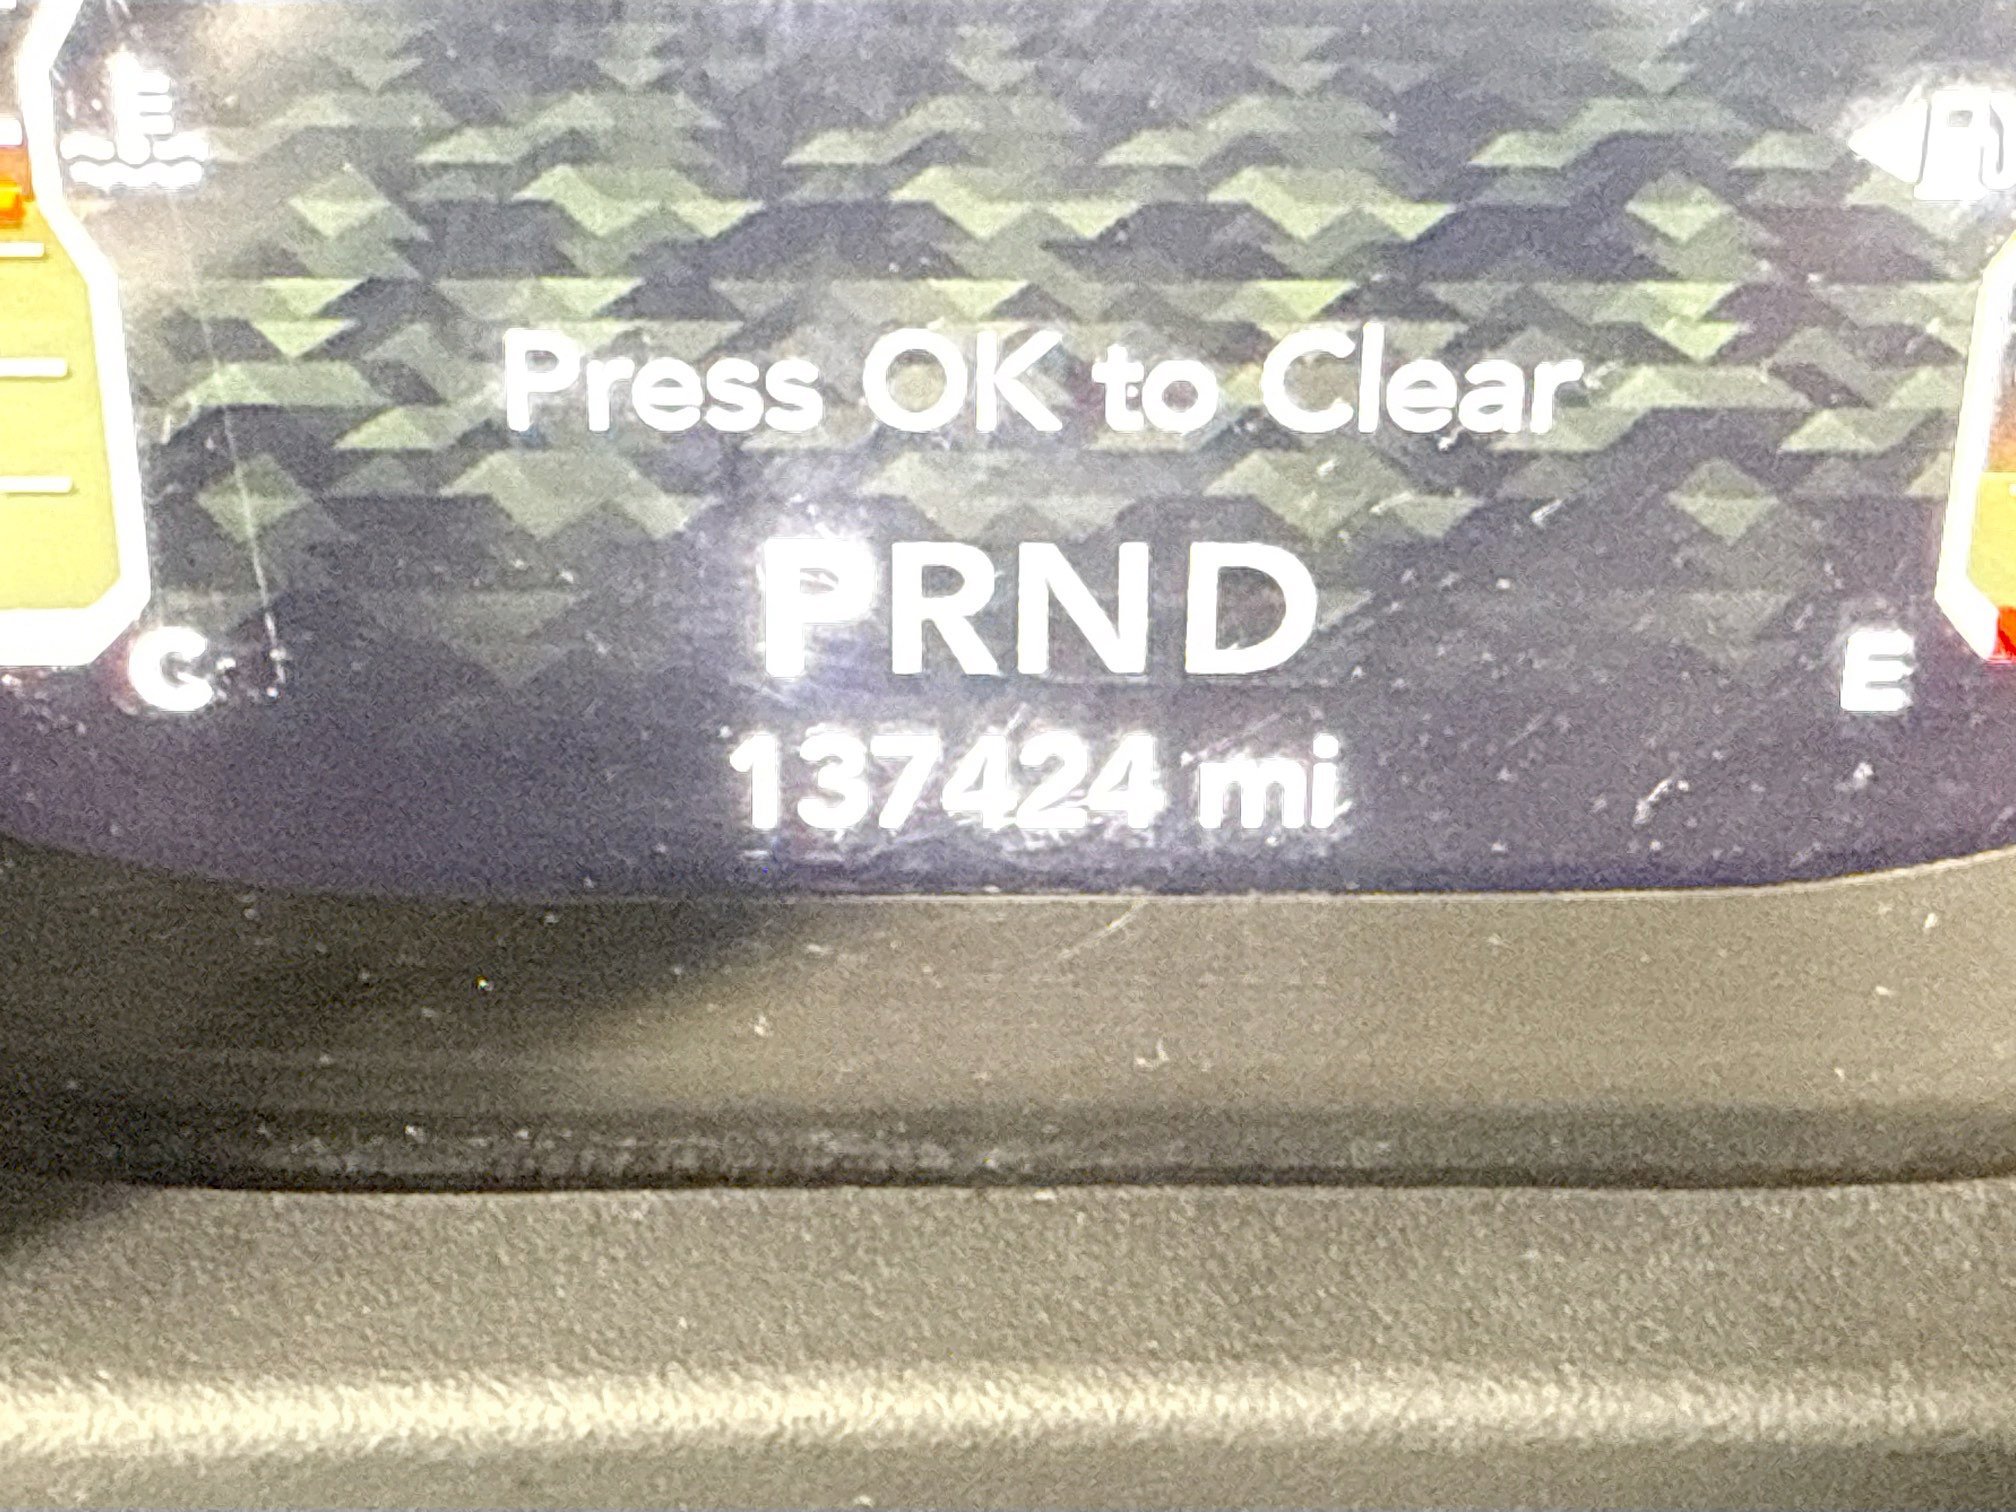 Press OK to Clear
PRND
C
E
137424 mi